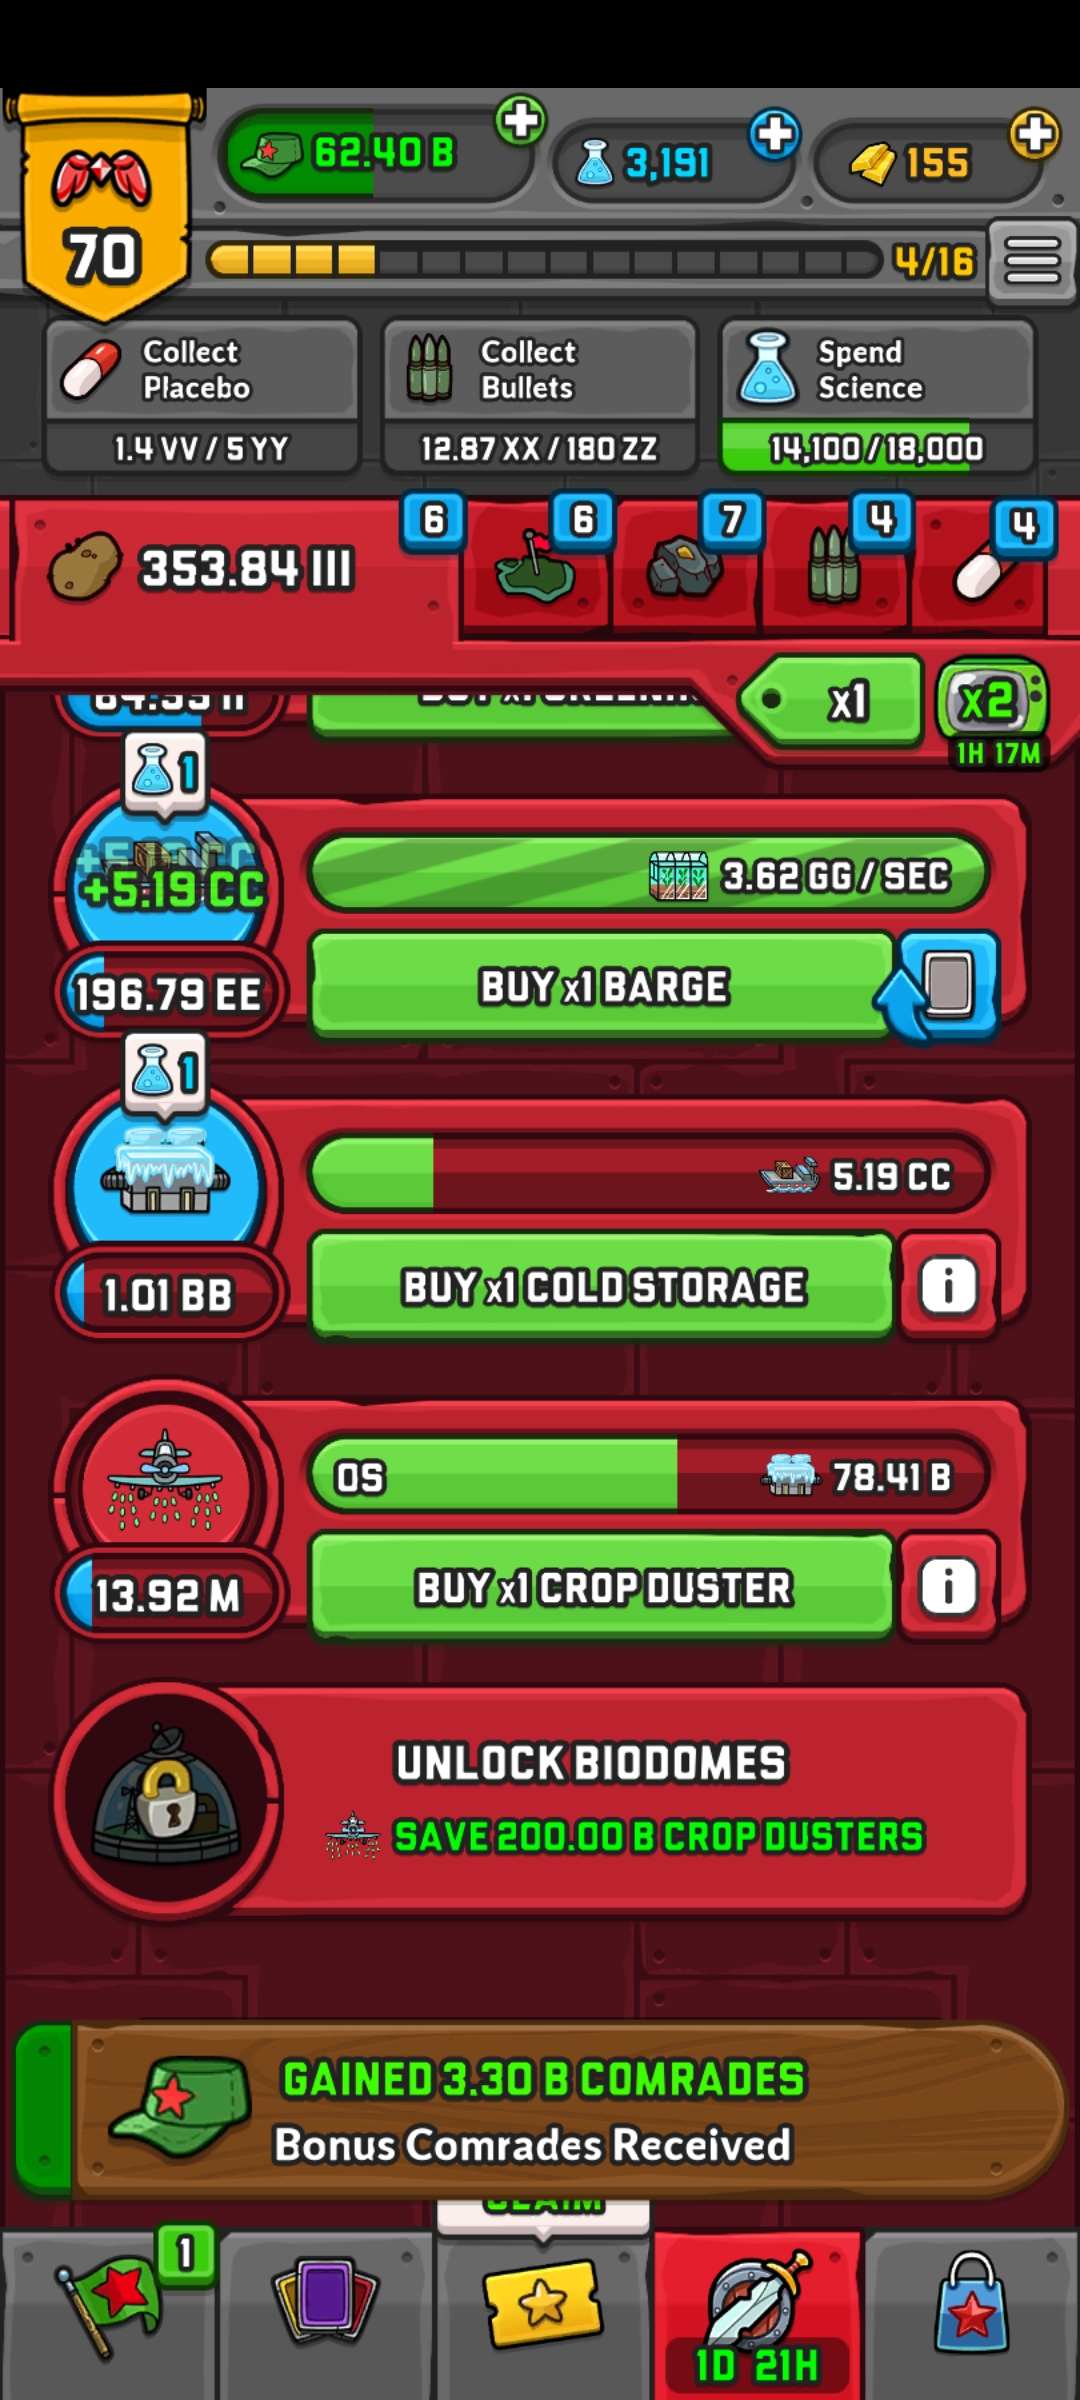 62.40 B
3,191
155
70
4/16
Collect
Placebo
1.4 VV / 5 YY
Collect
Bullets
12.87 XX / 180 ZZ
Spend
Science
14,100 / 18,000
353.84 III
6
6
7
4
4
x1
x2
1H 17M
1
+5.19 CC
3.62 GG / SEC
196.79 EE
BUY x1 BARGE
1
5.19 CC
1.01 BB
BUY x1 COLD STORAGE
0S
78.41 B
13.92 M
BUY x1 CROP DUSTER
UNLOCK BIODOMES
SAVE 200.00 B CROP DUSTERS
GAINED 3.30 B COMRADES
Bonus Comrades Received
CLAIM
1
1D 21H